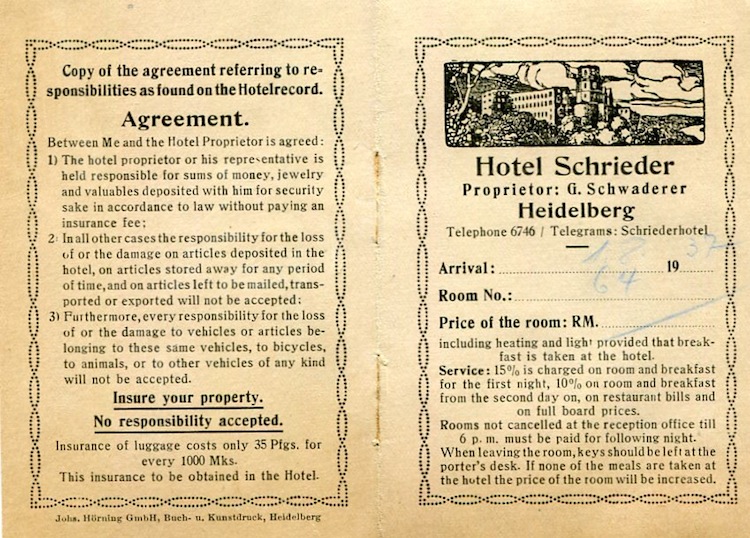 Copy of the agreement referring to re=
sponsibilities as found on the Hotelrecord.
Agreement.
Between Me and the Hotel Proprietor is agreed:
1) The hotel proprietor or his representative is
held responsible for sums of money, jewelry
and valuables deposited with him for security
sake in accordance to law without paying an
insurance fee;
2: In all other cases the responsibility for the loss
of or the damage on articles deposited in the
hotel, on articles stored away for any period
of time, and on articles left to be mailed, trans-
ported or exported will not be accepted;
3) Furthermore, every responsibility for the loss
of or the damage to vehicles or articles be-
longing to these same vehicles, to bicycles,
to animals, or to other vehicles of any kind
will not be accepted.
Insure your property.
No responsibility accepted.
Insurance of luggage costs only 35 Pfgs. for
every 1000 Mks.
This insurance to be obtained in the Hotel.
Johs. Hörning GmbH, Buch- u. Kunstdruck, Heidelberg
Hotel Schrieder
Proprietor: G. Schwaderer
Heidelberg
Telephone 6746 / Telegrams: Schriederhotel
Arrival: 19
Room No.: 64
Price of the room: RM.
including heating and light provided that break-
fast is taken at the hotel.
Service: 15% is charged on room and breakfast
for the first night, 10% on room and breakfast
from the second day on, on restaurant bills and
on full board prices.
Rooms not cancelled at the reception office till
6 p. m. must be paid for following night.
When leaving the room, keys should be left at the
porter's desk. If none of the meals are taken at
the hotel the price of the room will be increased.